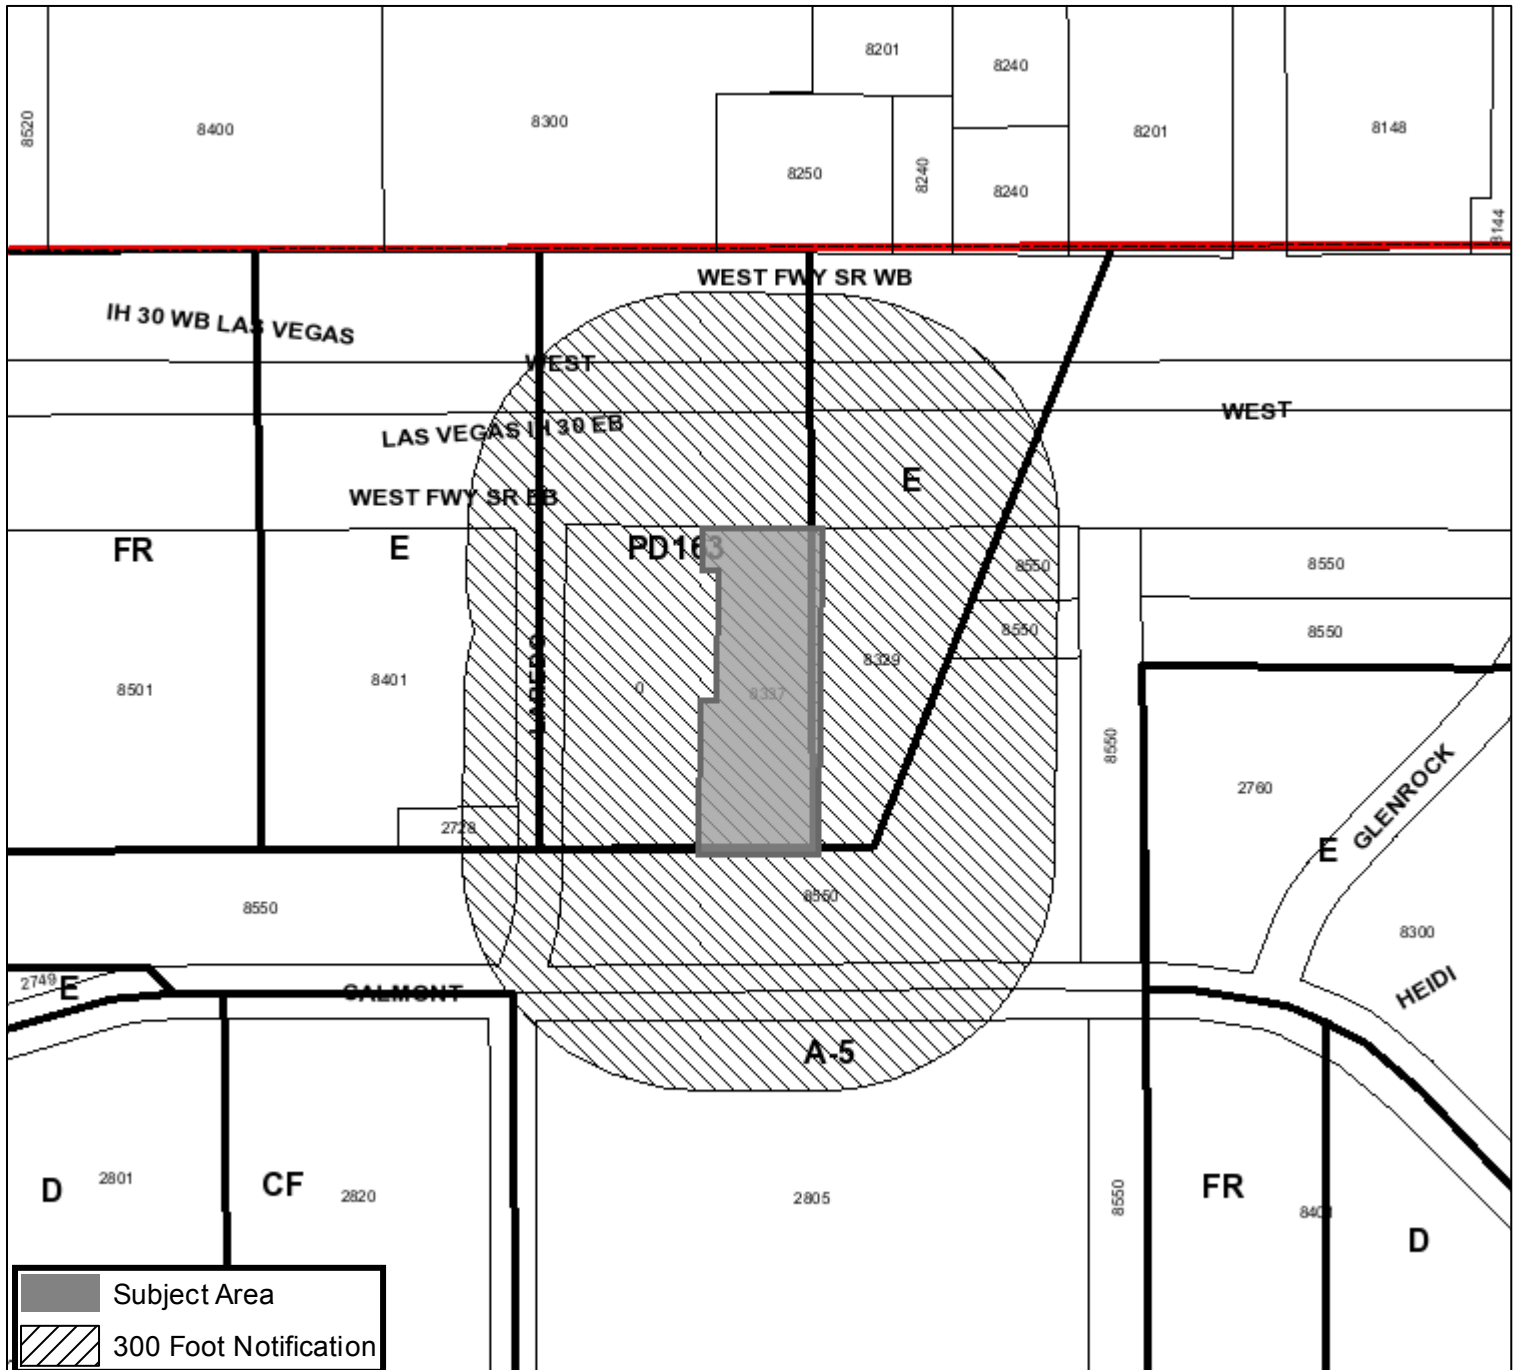 8201
8240
8520
8400
8300
8201
8148
8250
8240
8240
8144
WEST FWY SR WB
IH 30 WB LAS VEGAS
WEST
WEST
LAS VEGAS IH 30 EB
E
WEST FWY SR EB
FR
E
PD163
8550
8550
8550
8550
8329
8501
8401
LAREDO
0
8337
8550
2760
GLENROCK
2728
E
8550
8550
8300
2749
E
CALMONT
HEIDI
A-5
D
2801
CF
2820
2805
8550
FR
8401
D
Subject Area
300 Foot Notification